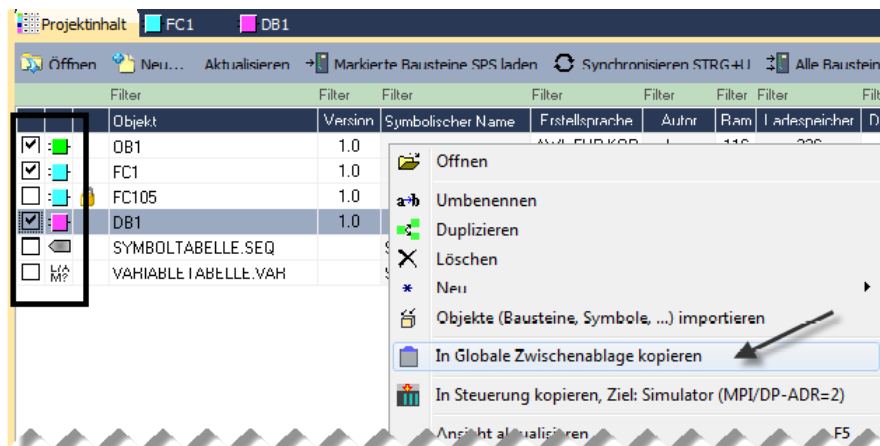 Projektinhalt FC1 DB1
Öffnen Neu... Aktualisieren Markierte Bausteine SPS laden Synchronisieren STRG+U Alle Baustein
Filter Filter Filter Filter Filter Filter Filter Filt
Objekt Version Symbolischer Name Erstellsprache Autor Ram Ladespeicher D
OB1 1.0
FC1 1.0
FC105 1.0
DB1 1.0
SYMBOLTABELLE.SEQ
VARIABLETABELLE.VAR
Öffnen
a→b Umbenennen
Duplizieren
Löschen
Neu
Objekte (Bausteine, Symbole, ...) importieren
In Globale Zwischenablage kopieren
In Steuerung kopieren, Ziel: Simulator (MPI/DP-ADR=2)
Ansicht aktualisieren F5